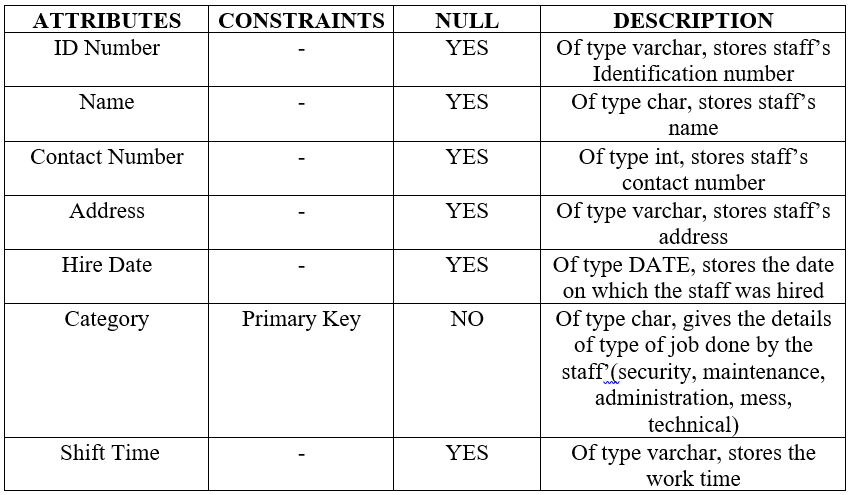 ATTRIBUTES CONSTRAINTS NULL DESCRIPTION
ID Number - YES Of type varchar, stores staff’s
Identification number
Name - YES Of type char, stores staff’s
name
Contact Number - YES Of type int, stores staff’s
contact number
Address - YES Of type varchar, stores staff’s
address
Hire Date - YES Of type DATE, stores the date
on which the staff was hired
Category Primary Key NO Of type char, gives the details
of type of job done by the
staff’(security, maintenance,
administration, mess,
technical)
Shift Time - YES Of type varchar, stores the
work time